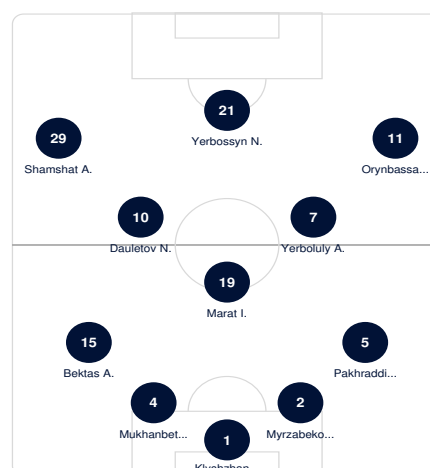 21
Yerbossyn N.
29
Shamshat A.
11
Orynbassa...
10
Dauletov N.
7
Yerboluly A.
19
Marat I.
15
Bektas A.
5
Pakhraddi...
4
Mukhanbet...
2
Myrzabeko...
1